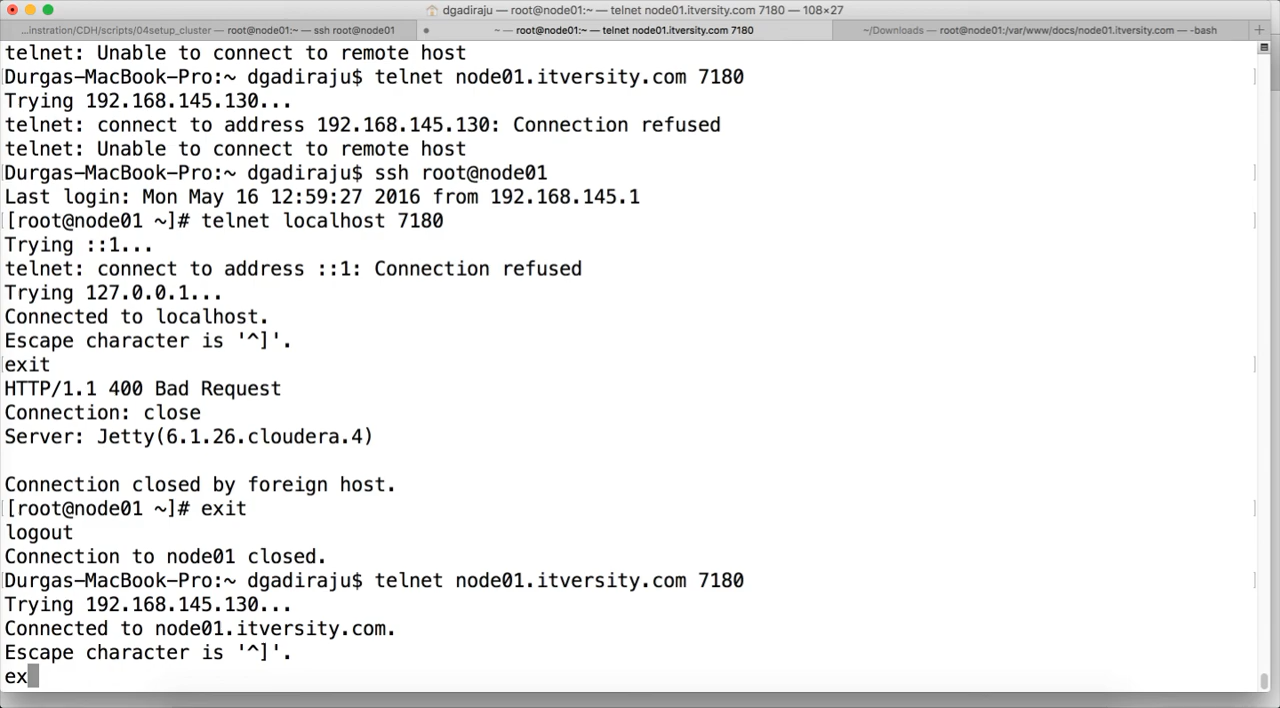 dgadiraju — root@node01:~ — telnet node01.itversity.com 7180 — 108×27
...instration/CDH/scripts/04setup_cluster — root@node01:~ — ssh root@node01
~ — root@node01:~ — telnet node01.itversity.com 7180
~/Downloads — root@node01:/var/www/docs/node01.itversity.com — -bash
telnet: Unable to connect to remote host
Durgas-MacBook-Pro:~ dgadiraju$ telnet node01.itversity.com 7180
Trying 192.168.145.130...
telnet: connect to address 192.168.145.130: Connection refused
telnet: Unable to connect to remote host
Durgas-MacBook-Pro:~ dgadiraju$ ssh root@node01
Last login: Mon May 16 12:59:27 2016 from 192.168.145.1
[root@node01 ~]# telnet localhost 7180
Trying ::1...
telnet: connect to address ::1: Connection refused
Trying 127.0.0.1...
Connected to localhost.
Escape character is '^]'.
exit
HTTP/1.1 400 Bad Request
Connection: close
Server: Jetty(6.1.26.cloudera.4)
Connection closed by foreign host.
[root@node01 ~]# exit
logout
Connection to node01 closed.
Durgas-MacBook-Pro:~ dgadiraju$ telnet node01.itversity.com 7180
Trying 192.168.145.130...
Connected to node01.itversity.com.
Escape character is '^]'.
ex